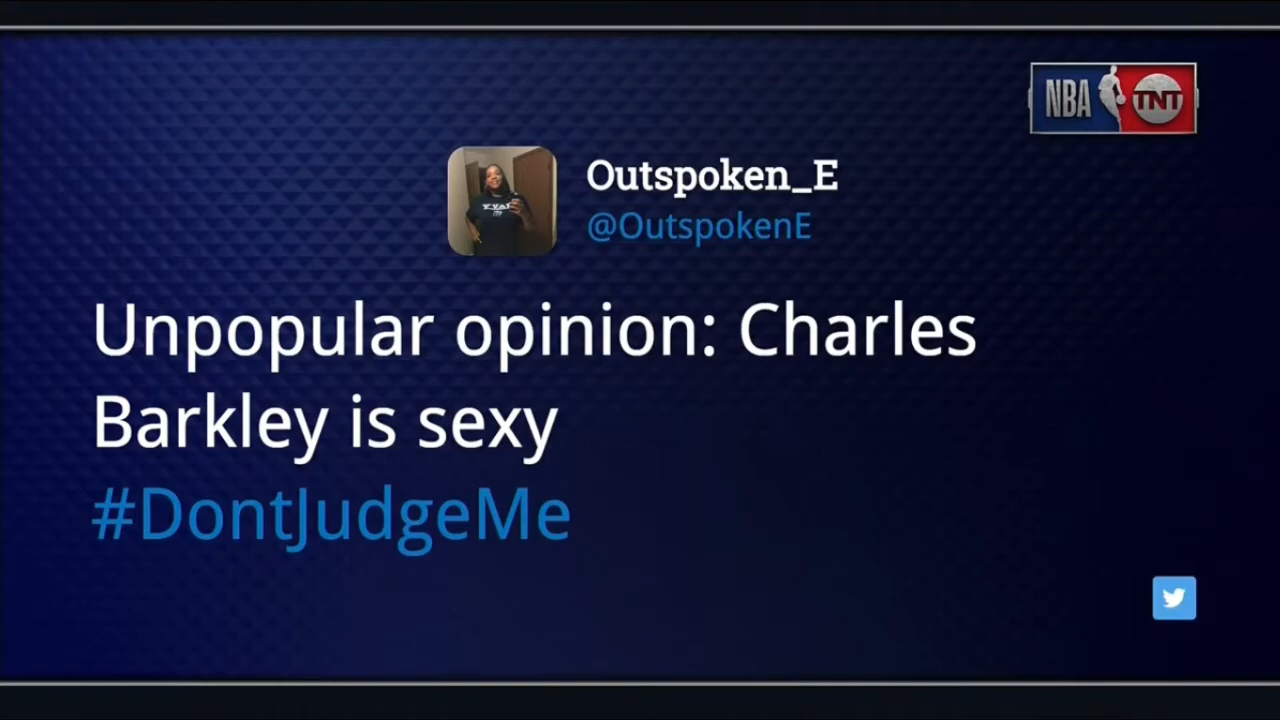 NBA TNT
Outspoken_E
@OutspokenE
Unpopular opinion: Charles
Barkley is sexy
#DontJudgeMe